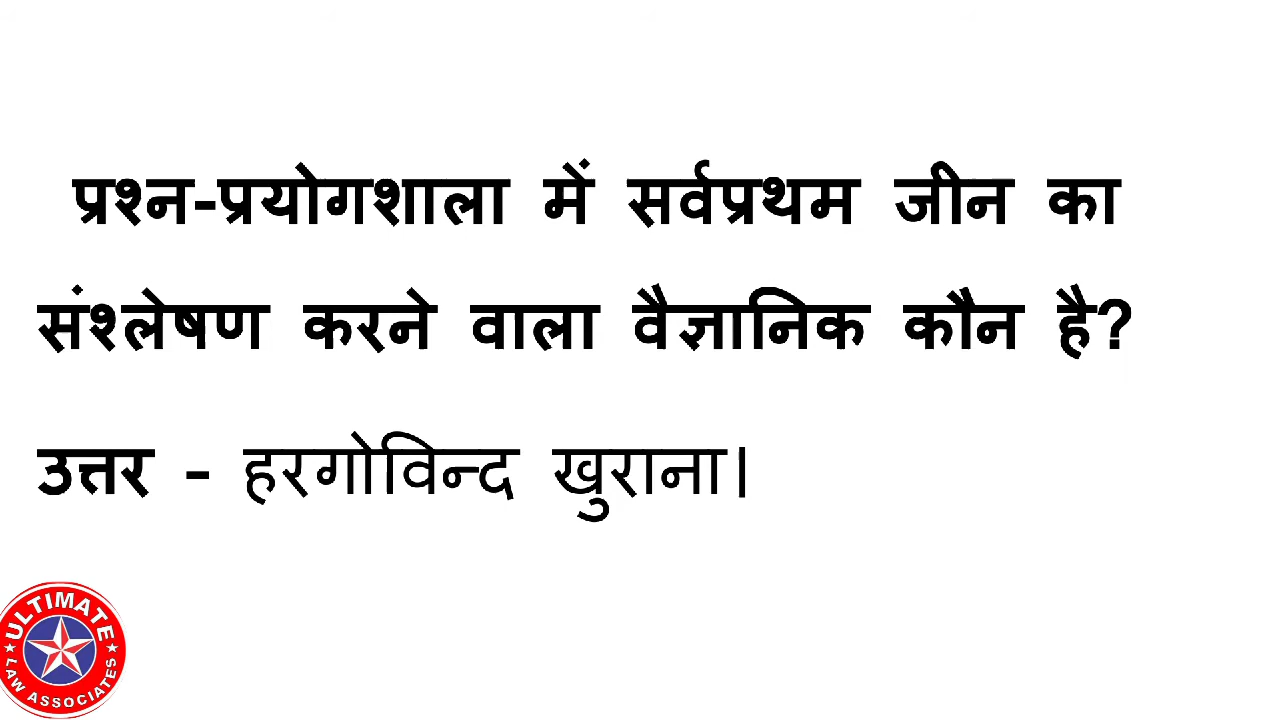 प्रश्न-प्रयोगशाला में सर्वप्रथम जीन का
संश्लेषण करने वाला वैज्ञानिक कौन है?
उत्तर - हरगोविन्द खुराना।
ULTIMATE
LAW ASSOCIATES